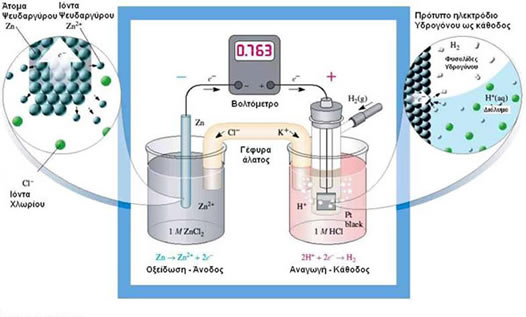 Άτομα
Ψευδαργύρου
Zn
Ιόντα
Ψευδαργύρου
Zn²⁺
e⁻
Cl⁻
Ιόντα
Χλωρίου
0.763
−
+
e⁻
− +
e⁻
Βολτόμετρο
Zn
Cl⁻
K⁺
Γέφυρα
άλατος
H₂(g)
Zn²⁺
1 M ZnCl₂
H⁺
Pt
black
1 M HCl
Zn → Zn²⁺ + 2e⁻
Οξείδωση - Άνοδος
2H⁺ + 2e⁻ → H₂
Αναγωγή - Κάθοδος
Πρότυπο ηλεκτρόδιο
Υδρογόνου ως κάθοδος
H₂
Φυσαλίδες
Υδρογόνου
e⁻
H⁺(aq)
Διάλυμα